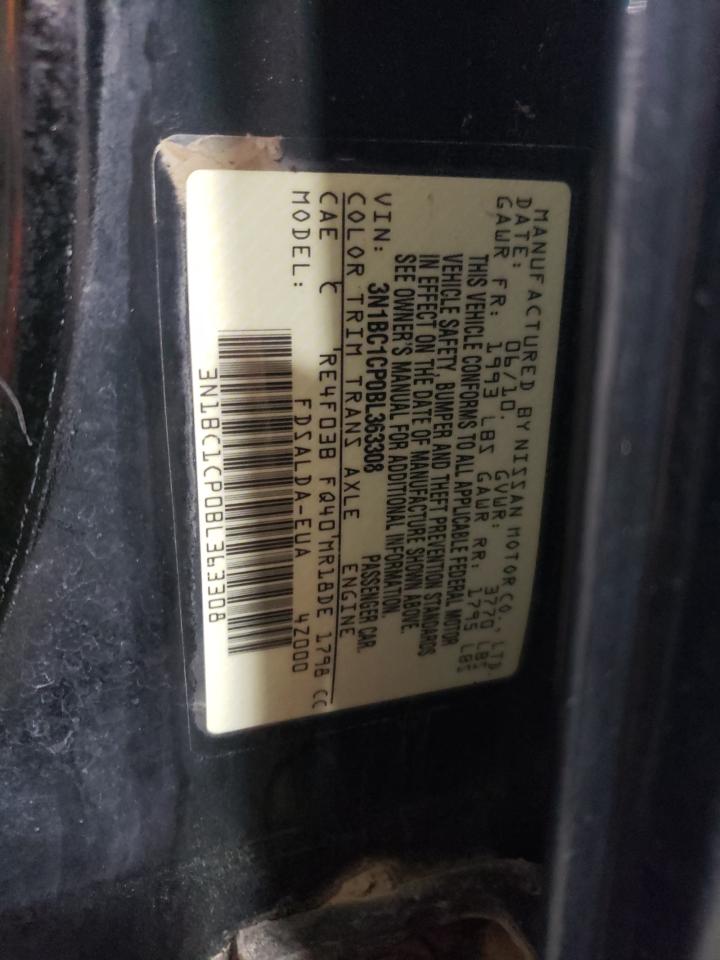 MANUFACTURED BY NISSAN MOTOR CO., LTD.
DATE: 06/10. GVWR: 3770 LBS
GAWR FR: 1993 LBS GAWR RR: 1795 LBS
THIS VEHICLE CONFORMS TO ALL APPLICABLE FEDERAL MOTOR
VEHICLE SAFETY, BUMPER AND THEFT PREVENTION STANDARDS
IN EFFECT ON THE DATE OF MANUFACTURE SHOWN ABOVE.
SEE OWNER'S MANUAL FOR ADDITIONAL INFORMATION.
VIN: 3N1BC1CP0BL363308 PASSENGER CAR.
COLOR TRIM TRANS AXLE ENGINE
CAE C RE4F03B FQ40 MR18DE 1798 CC
MODEL: FDSALDA-EUA 4Z000
3N1BC1CP0BL363308